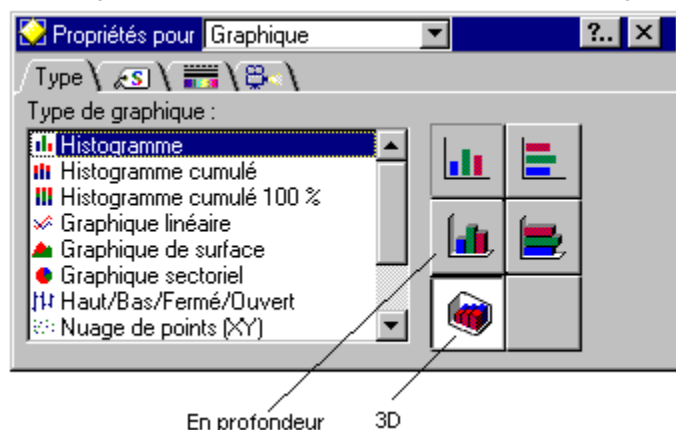 Propriétés pour Graphique ?..
Type S
Type de graphique :
Histogramme
Histogramme cumulé
Histogramme cumulé 100 %
Graphique linéaire
Graphique de surface
Graphique sectoriel
Haut/Bas/Fermé/Ouvert
Nuage de points (XY)
En profondeur 3D